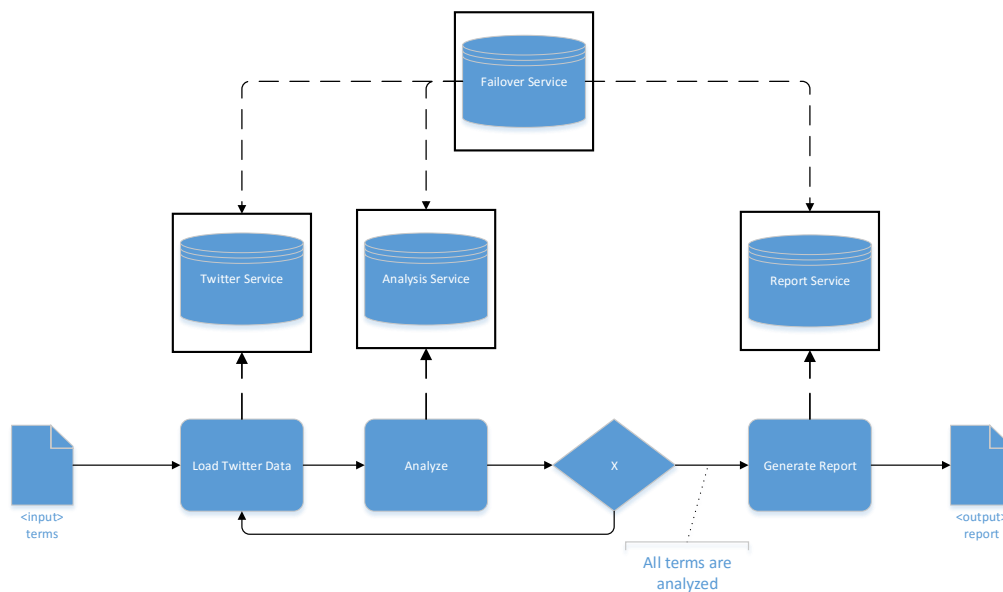 Failover Service
Twitter Service
Analysis Service
Report Service
Load Twitter Data
Analyze
X
Generate Report
<input>
terms
<output>
report
All terms are
analyzed